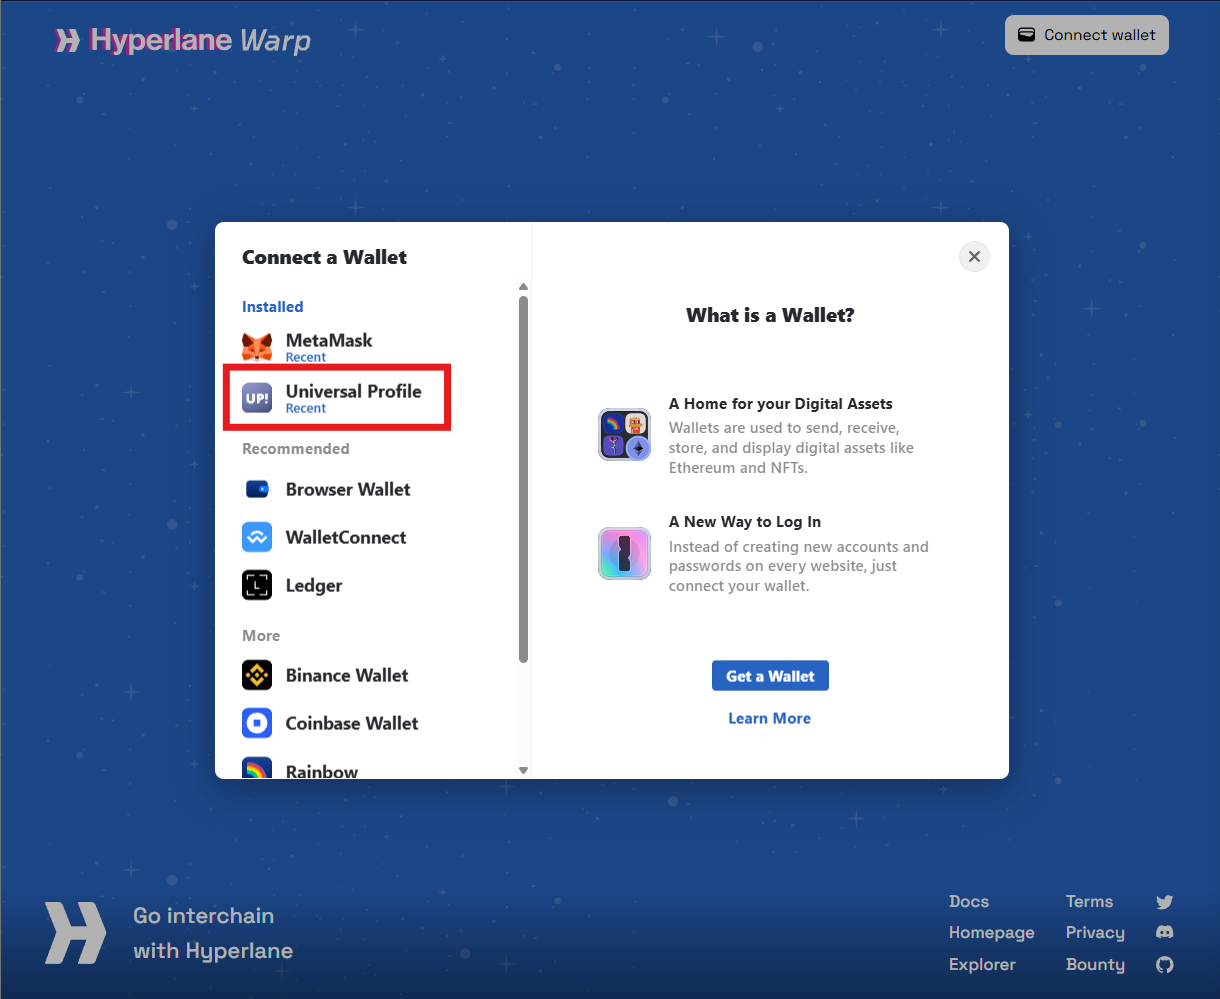 Hyperlane Warp
Connect wallet
Connect a Wallet
Installed
MetaMask
Recent
UP!
Universal Profile
Recent
Recommended
Browser Wallet
WalletConnect
Ledger
More
Binance Wallet
Coinbase Wallet
Rainbow
What is a Wallet?
A Home for your Digital Assets
Wallets are used to send, receive,
store, and display digital assets like
Ethereum and NFTs.
A New Way to Log In
Instead of creating new accounts and
passwords on every website, just
connect your wallet.
Get a Wallet
Learn More
Go interchain
with Hyperlane
Docs
Homepage
Explorer
Terms
Privacy
Bounty